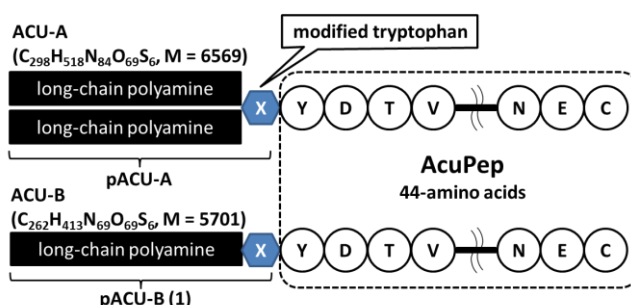 ACU-A
(C₂₉₈H₅₁₈N₈₄O₆₉S₆, M = 6569)
modified tryptophan
long-chain polyamine
long-chain polyamine
X Y D T V N E C
pACU-A
AcuPep
44-amino acids
ACU-B
(C₂₆₂H₄₁₃N₆₉O₆₉S₆, M = 5701)
long-chain polyamine X Y D T V N E C
pACU-B (1)